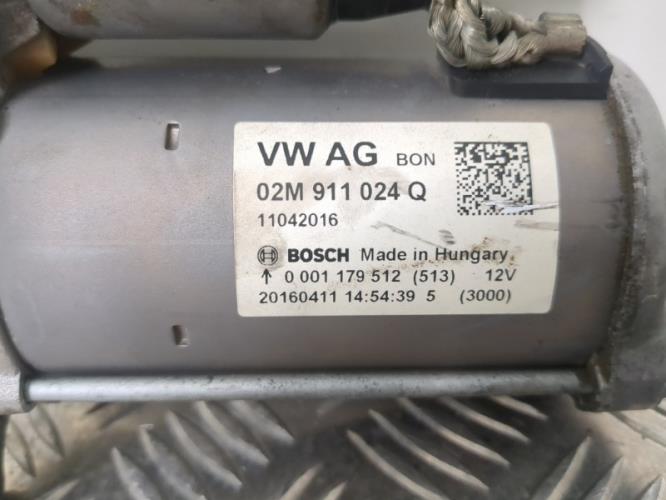 VW AG BON
02M 911 024 Q
11042016
BOSCH Made in Hungary
↑ 0 001 179 512 (513) 12V
20160411 14:54:39 5 (3000)